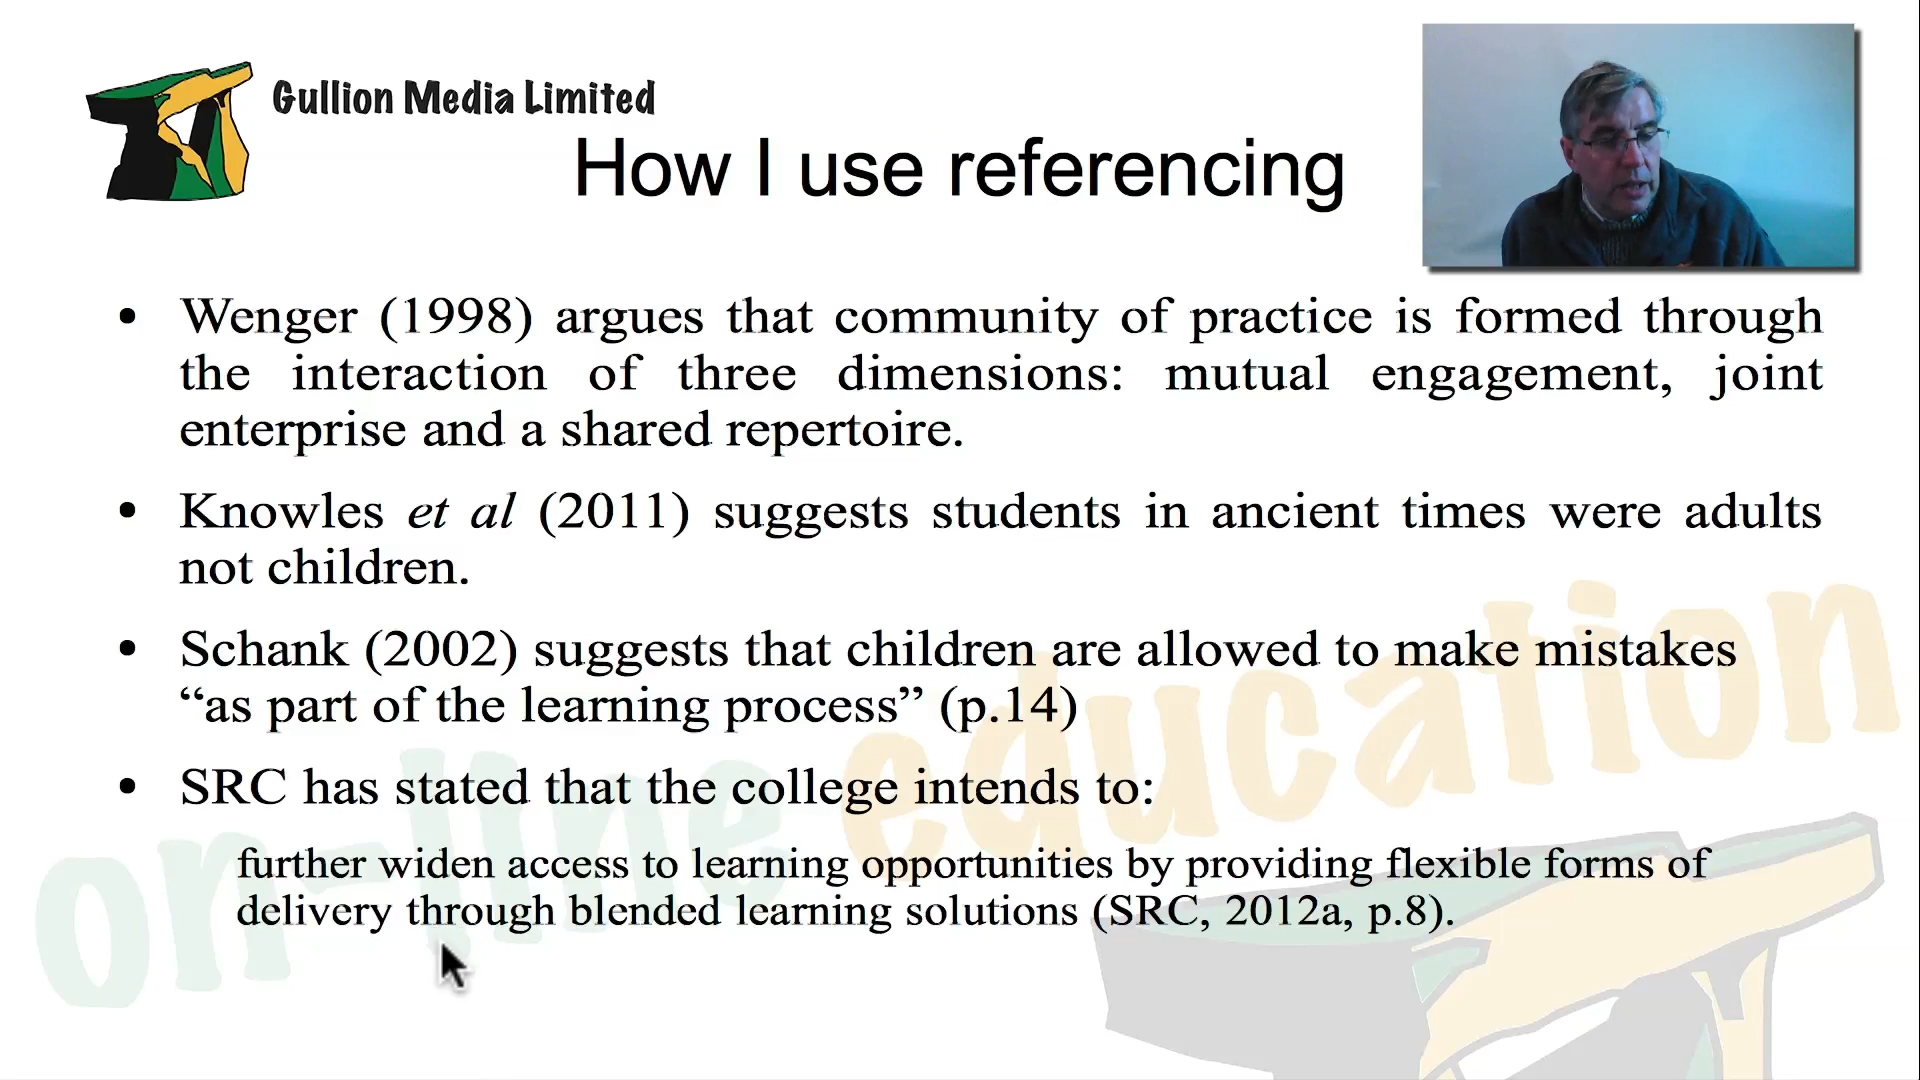 Gullion Media Limited
How I use referencing
• Wenger (1998) argues that community of practice is formed through
the interaction of three dimensions: mutual engagement, joint
enterprise and a shared repertoire.
• Knowles et al (2011) suggests students in ancient times were adults
not children.
• Schank (2002) suggests that children are allowed to make mistakes
“as part of the learning process” (p.14)
• SRC has stated that the college intends to:
further widen access to learning opportunities by providing flexible forms of
delivery through blended learning solutions (SRC, 2012a, p.8).
on-line education